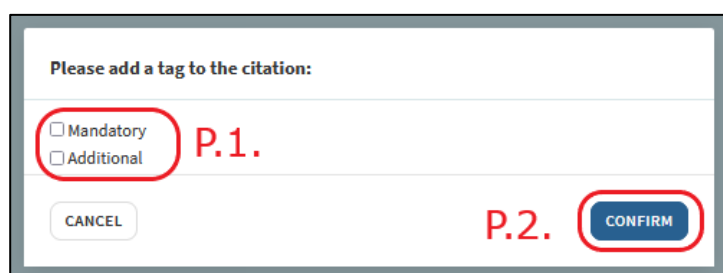 Please add a tag to the citation:
Mandatory
P.1.
Additional
CANCEL
P.2.
CONFIRM